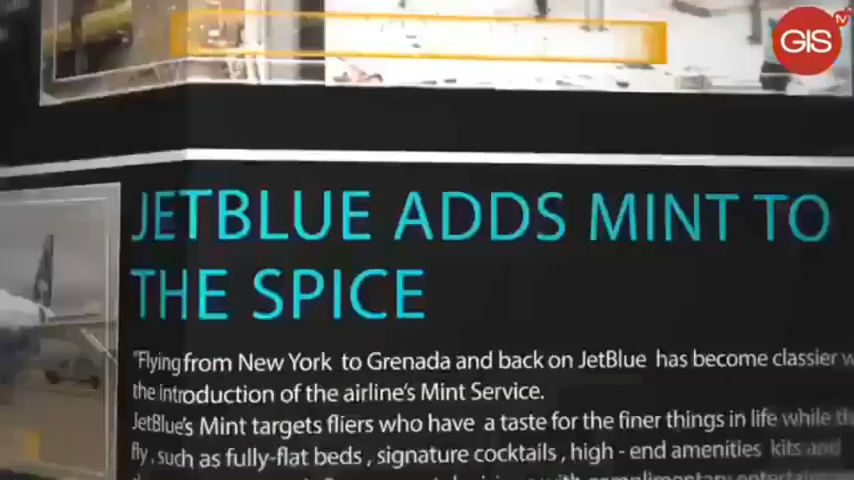 GIS tv
JETBLUE ADDS MINT TO
THE SPICE
"Flying from New York to Grenada and back on JetBlue has become classier
the introduction of the airline's Mint Service.
JetBlue's Mint targets fliers who have a taste for the finer things in life while
fly, such as fully-flat beds, signature cocktails, high - end amenities kits and
with complimentary